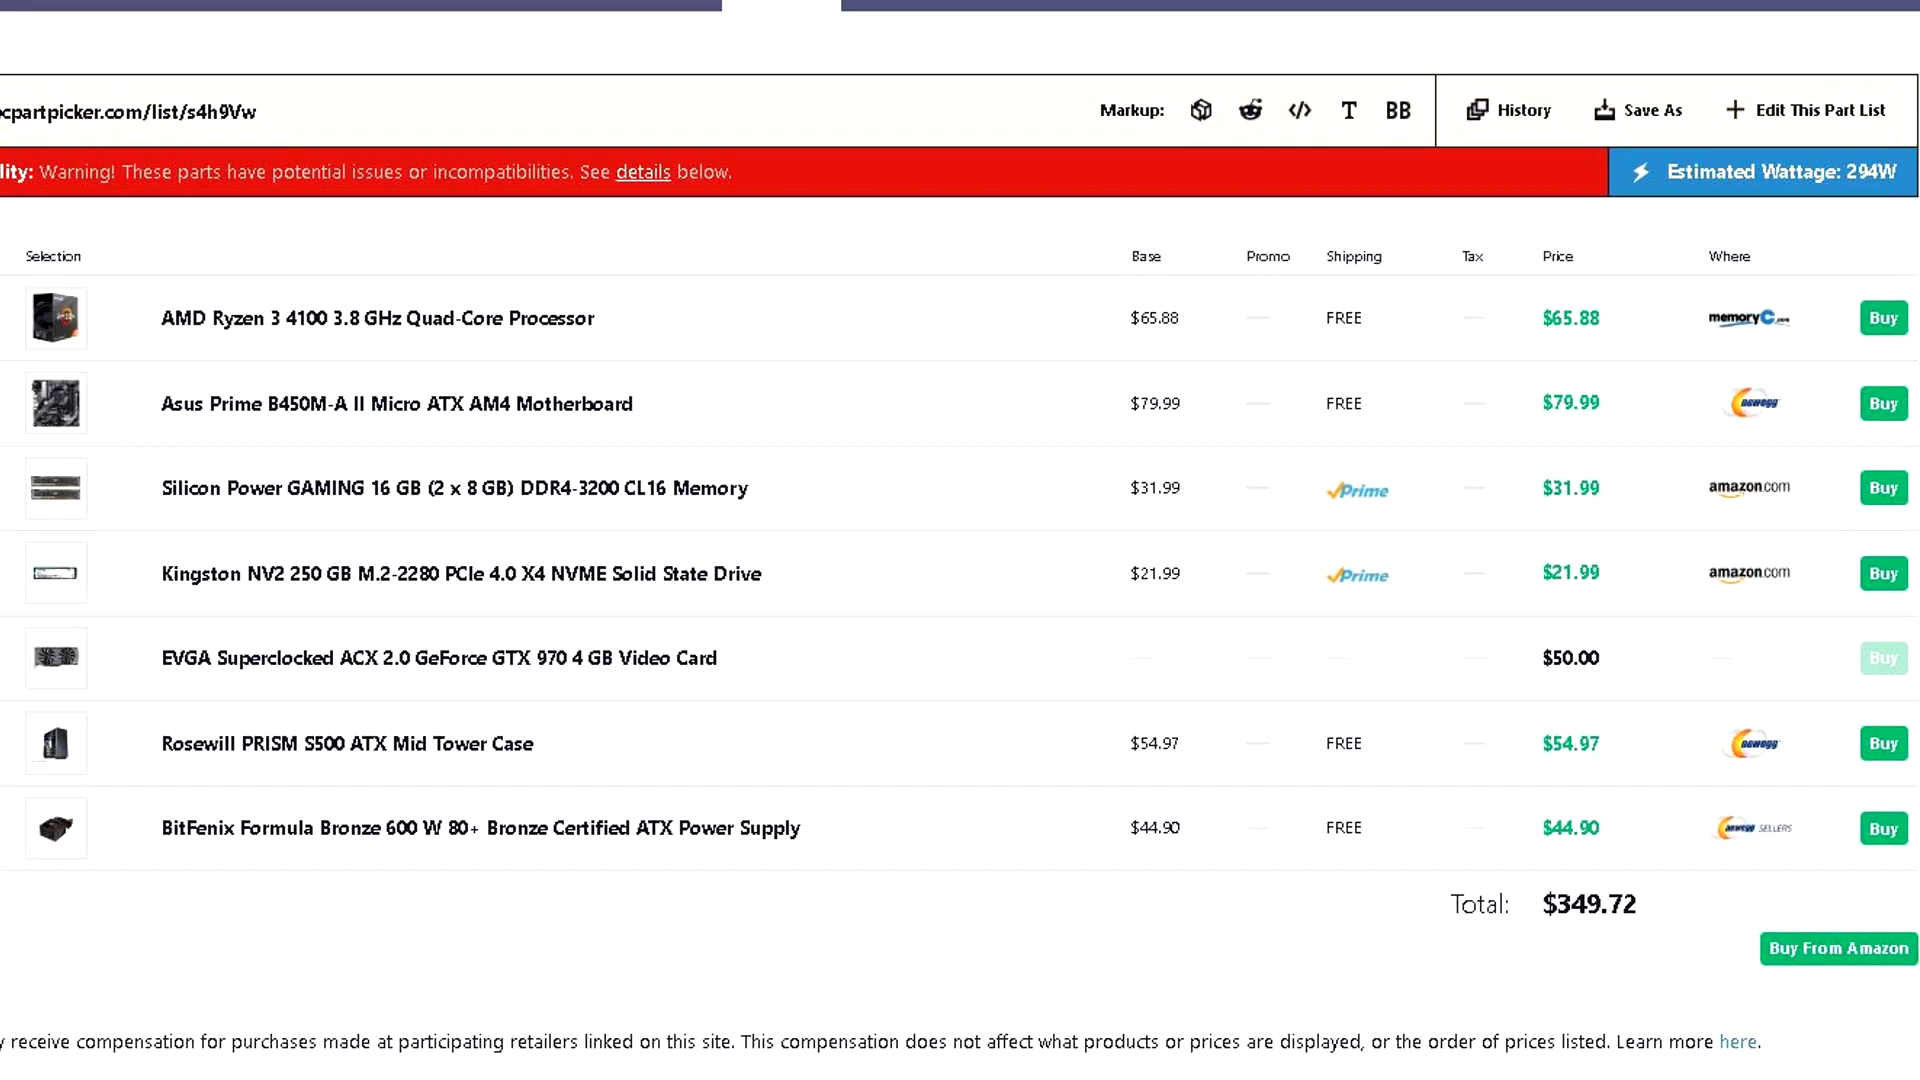 cpartpicker.com/list/s4h9Vw
Markup: </> T BB History Save As + Edit This Part List
lity: Warning! These parts have potential issues or incompatibilities. See details below. Estimated Wattage: 294W
Selection Base Promo Shipping Tax Price Where
AMD Ryzen 3 4100 3.8 GHz Quad-Core Processor $65.88 — FREE — $65.88 memoryC.com Buy
Asus Prime B450M-A II Micro ATX AM4 Motherboard $79.99 — FREE — $79.99 newegg Buy
Silicon Power GAMING 16 GB (2 x 8 GB) DDR4-3200 CL16 Memory $31.99 — Prime — $31.99 amazon.com Buy
Kingston NV2 250 GB M.2-2280 PCIe 4.0 X4 NVME Solid State Drive $21.99 — Prime — $21.99 amazon.com Buy
EVGA Superclocked ACX 2.0 GeForce GTX 970 4 GB Video Card — — — — $50.00 — Buy
Rosewill PRISM S500 ATX Mid Tower Case $54.97 — FREE — $54.97 newegg Buy
BitFenix Formula Bronze 600 W 80+ Bronze Certified ATX Power Supply $44.90 — FREE — $44.90 newegg SELLERS Buy
Total: $349.72
Buy From Amazon
y receive compensation for purchases made at participating retailers linked on this site. This compensation does not affect what products or prices are displayed, or the order of prices listed. Learn more here.